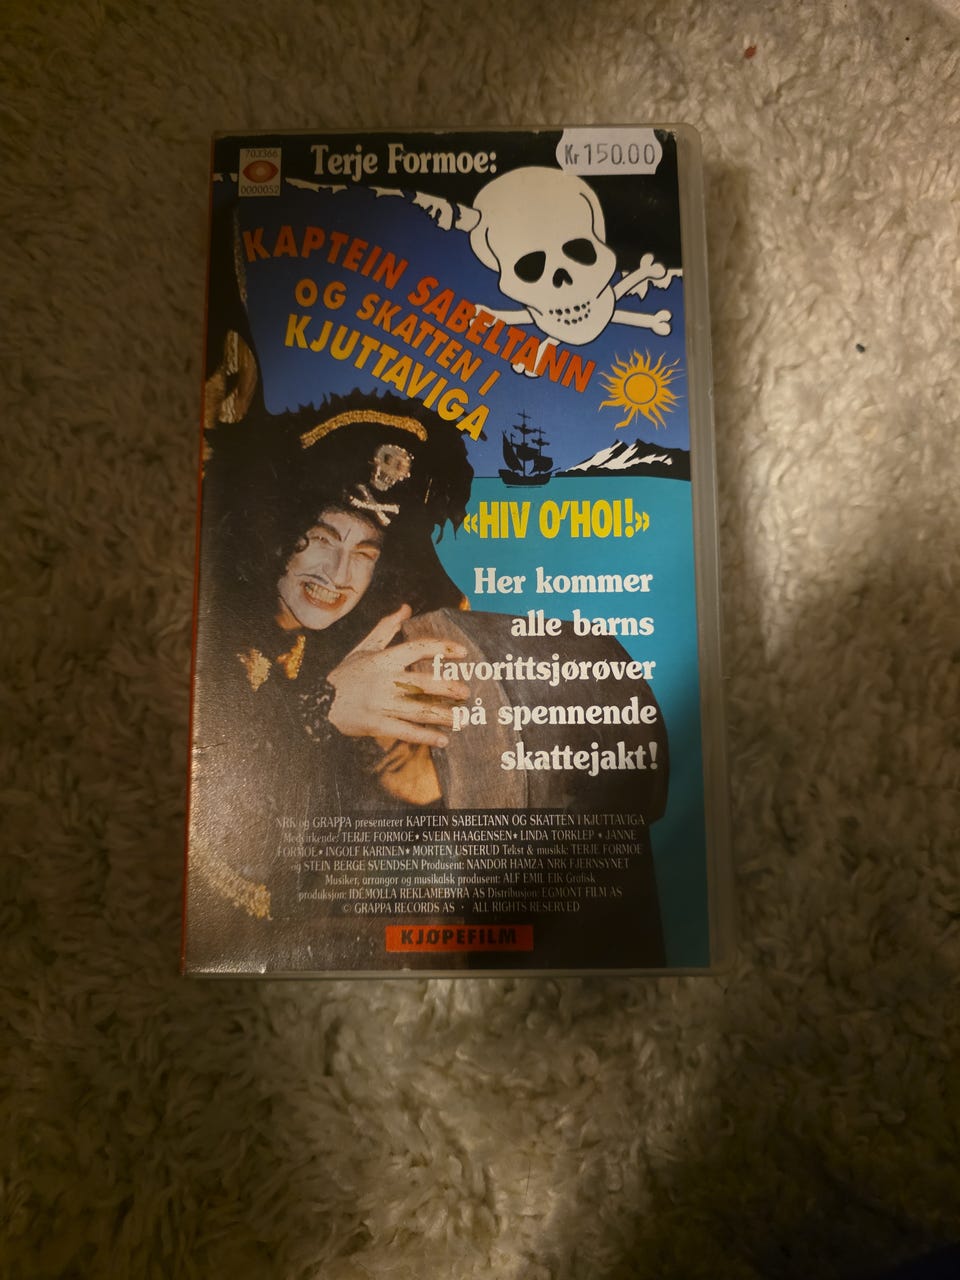 703366
0000052
Terje Formoe:
Kr 150.00
KAPTEIN SABELTANN
OG SKATTEN I
KJUTTAVIGA
«HIV O'HOI!»
Her kommer
alle barns
favorittsjørøver
på spennende
skattejakt!
NRK og GRAPPA presenterer KAPTEIN SABELTANN OG SKATTEN I KJUTTAVIGA
Medvirkende: TERJE FORMOE★ SVEIN HAAGENSEN★ LINDA TORKLEP ★ JANNE
FORMOE★ INGOLF KARINEN★ MORTEN USTERUD Tekst & musikk: TERJE FORMOE
og STEIN BERGE SVENDSEN Produsent: NANDOR HAMZA NRK FJERNSYNET
Musiker, arrangør og musikalsk produsent: ALF EMIL EIK Grafisk
produksjon: IDEMOLLA REKLAMEBYRÅ AS Distribusjon: EGMONT FILM AS
© GRAPPA RECORDS AS · ALL RIGHTS RESERVED
KJØPEFILM